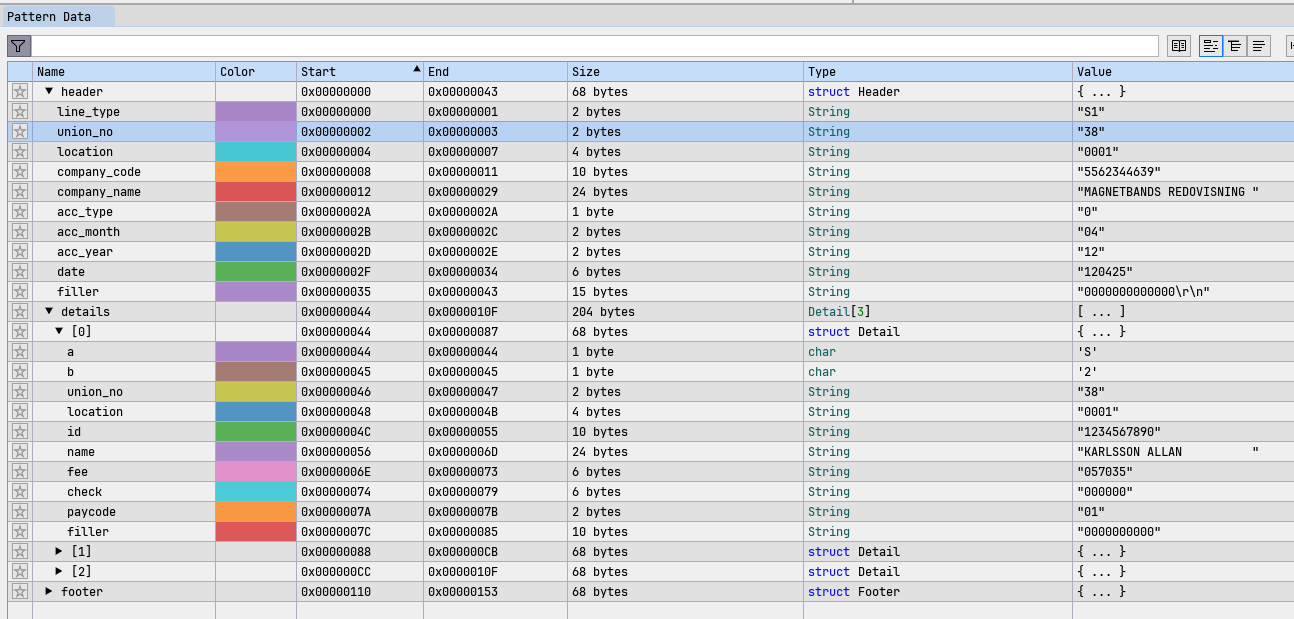 Pattern Data
Name Color Start End Size Type Value
header 0x00000000 0x00000043 68 bytes struct Header { ... }
line_type 0x00000000 0x00000001 2 bytes String "S1"
union_no 0x00000002 0x00000003 2 bytes String "38"
location 0x00000004 0x00000007 4 bytes String "0001"
company_code 0x00000008 0x00000011 10 bytes String "5562344639"
company_name 0x00000012 0x00000029 24 bytes String "MAGNETBANDS REDOVISNING "
acc_type 0x0000002A 0x0000002A 1 byte String "0"
acc_month 0x0000002B 0x0000002C 2 bytes String "04"
acc_year 0x0000002D 0x0000002E 2 bytes String "12"
date 0x0000002F 0x00000034 6 bytes String "120425"
filler 0x00000035 0x00000043 15 bytes String "0000000000000\r\n"
details 0x00000044 0x0000010F 204 bytes Detail[3] [ ... ]
[0] 0x00000044 0x00000087 68 bytes struct Detail { ... }
a 0x00000044 0x00000044 1 byte char 'S'
b 0x00000045 0x00000045 1 byte char '2'
union_no 0x00000046 0x00000047 2 bytes String "38"
location 0x00000048 0x0000004B 4 bytes String "0001"
id 0x0000004C 0x00000055 10 bytes String "1234567890"
name 0x00000056 0x0000006D 24 bytes String "KARLSSON ALLAN          "
fee 0x0000006E 0x00000073 6 bytes String "057035"
check 0x00000074 0x00000079 6 bytes String "000000"
paycode 0x0000007A 0x0000007B 2 bytes String "01"
filler 0x0000007C 0x00000085 10 bytes String "0000000000"
[1] 0x00000088 0x000000CB 68 bytes struct Detail { ... }
[2] 0x000000CC 0x0000010F 68 bytes struct Detail { ... }
footer 0x00000110 0x00000153 68 bytes struct Footer { ... }